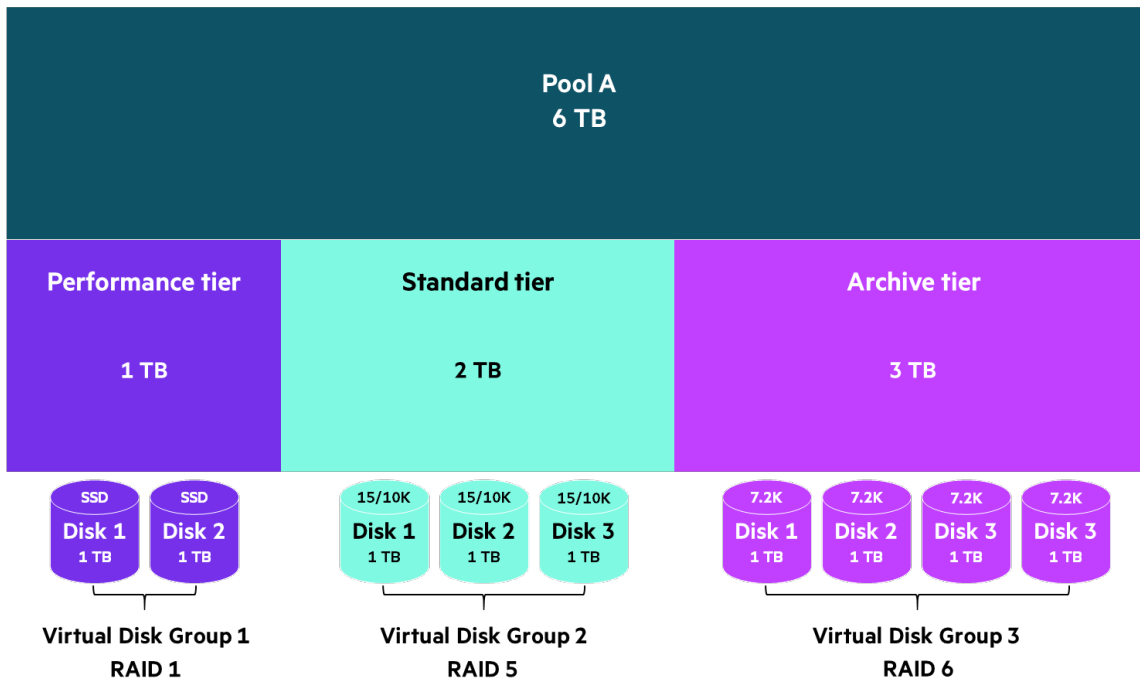 Pool A
6 TB
Performance tier
1 TB
Standard tier
2 TB
Archive tier
3 TB
SSD
Disk 1
1 TB
SSD
Disk 2
1 TB
15/10K
Disk 1
1 TB
15/10K
Disk 2
1 TB
15/10K
Disk 3
1 TB
7.2K
Disk 1
1 TB
7.2K
Disk 2
1 TB
7.2K
Disk 3
1 TB
7.2K
Disk 3
1 TB
Virtual Disk Group 1
RAID 1
Virtual Disk Group 2
RAID 5
Virtual Disk Group 3
RAID 6